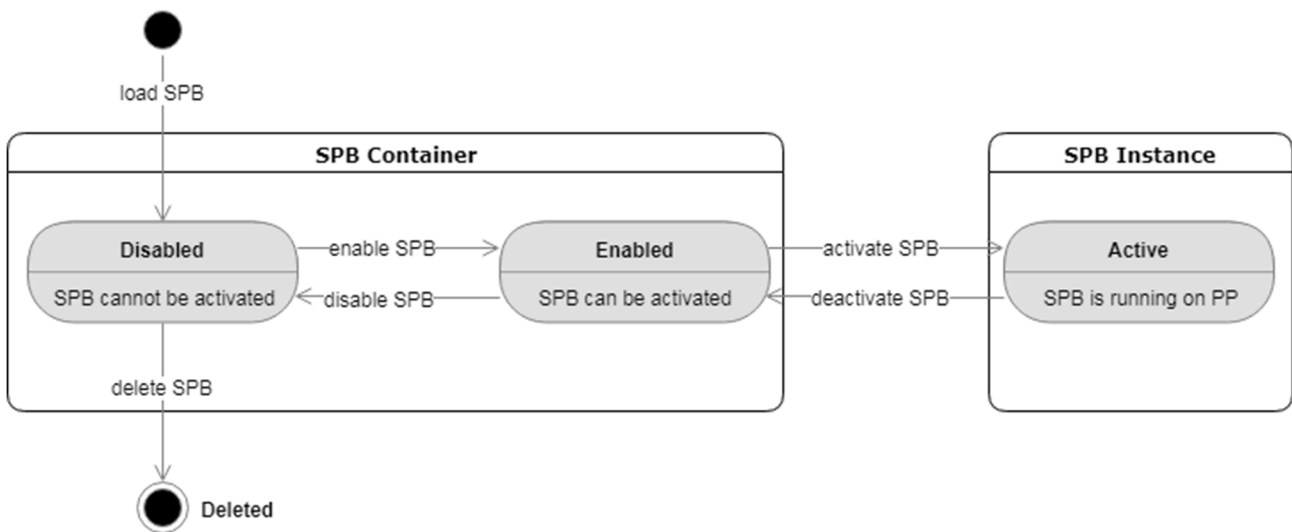 load SPB
SPB Container
SPB Instance
Disabled
enable SPB
Enabled
activate SPB
Active
SPB cannot be activated
disable SPB
SPB can be activated
deactivate SPB
SPB is running on PP
delete SPB
Deleted